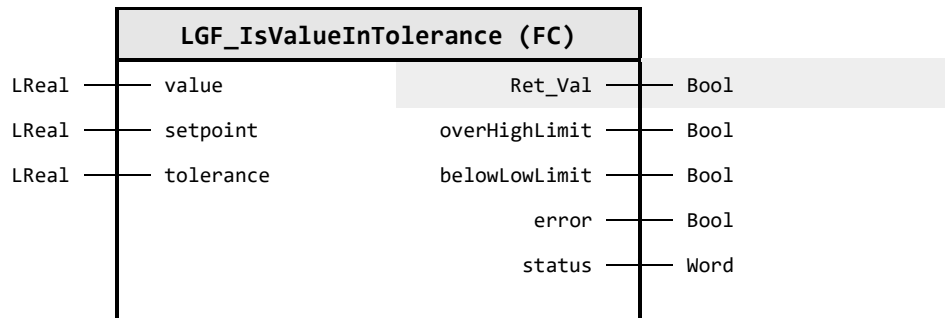 LGF_IsValueInTolerance (FC)
LReal value Ret_Val Bool
LReal setpoint overHighLimit Bool
LReal tolerance belowLowLimit Bool
error Bool
status Word